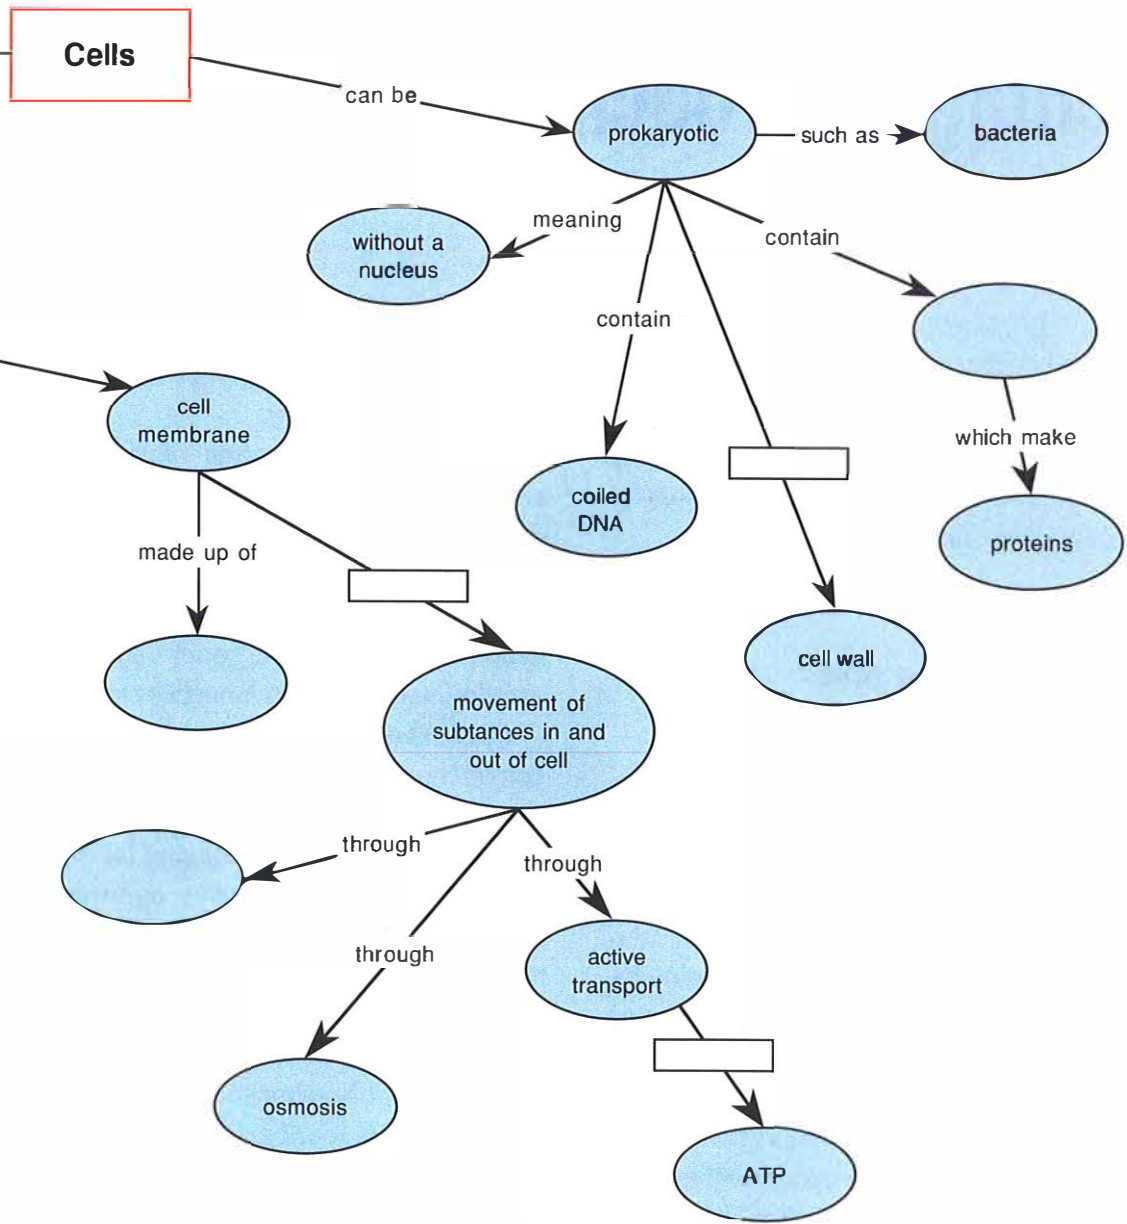 Cells
can be
prokaryotic
such as
bacteria
meaning
without a
nucleus
contain
contain
which make
proteins
cell
membrane
coiled
DNA
made up of
cell wall
movement of
subtances in and
out of cell
through
through
through
active
transport
osmosis
ATP